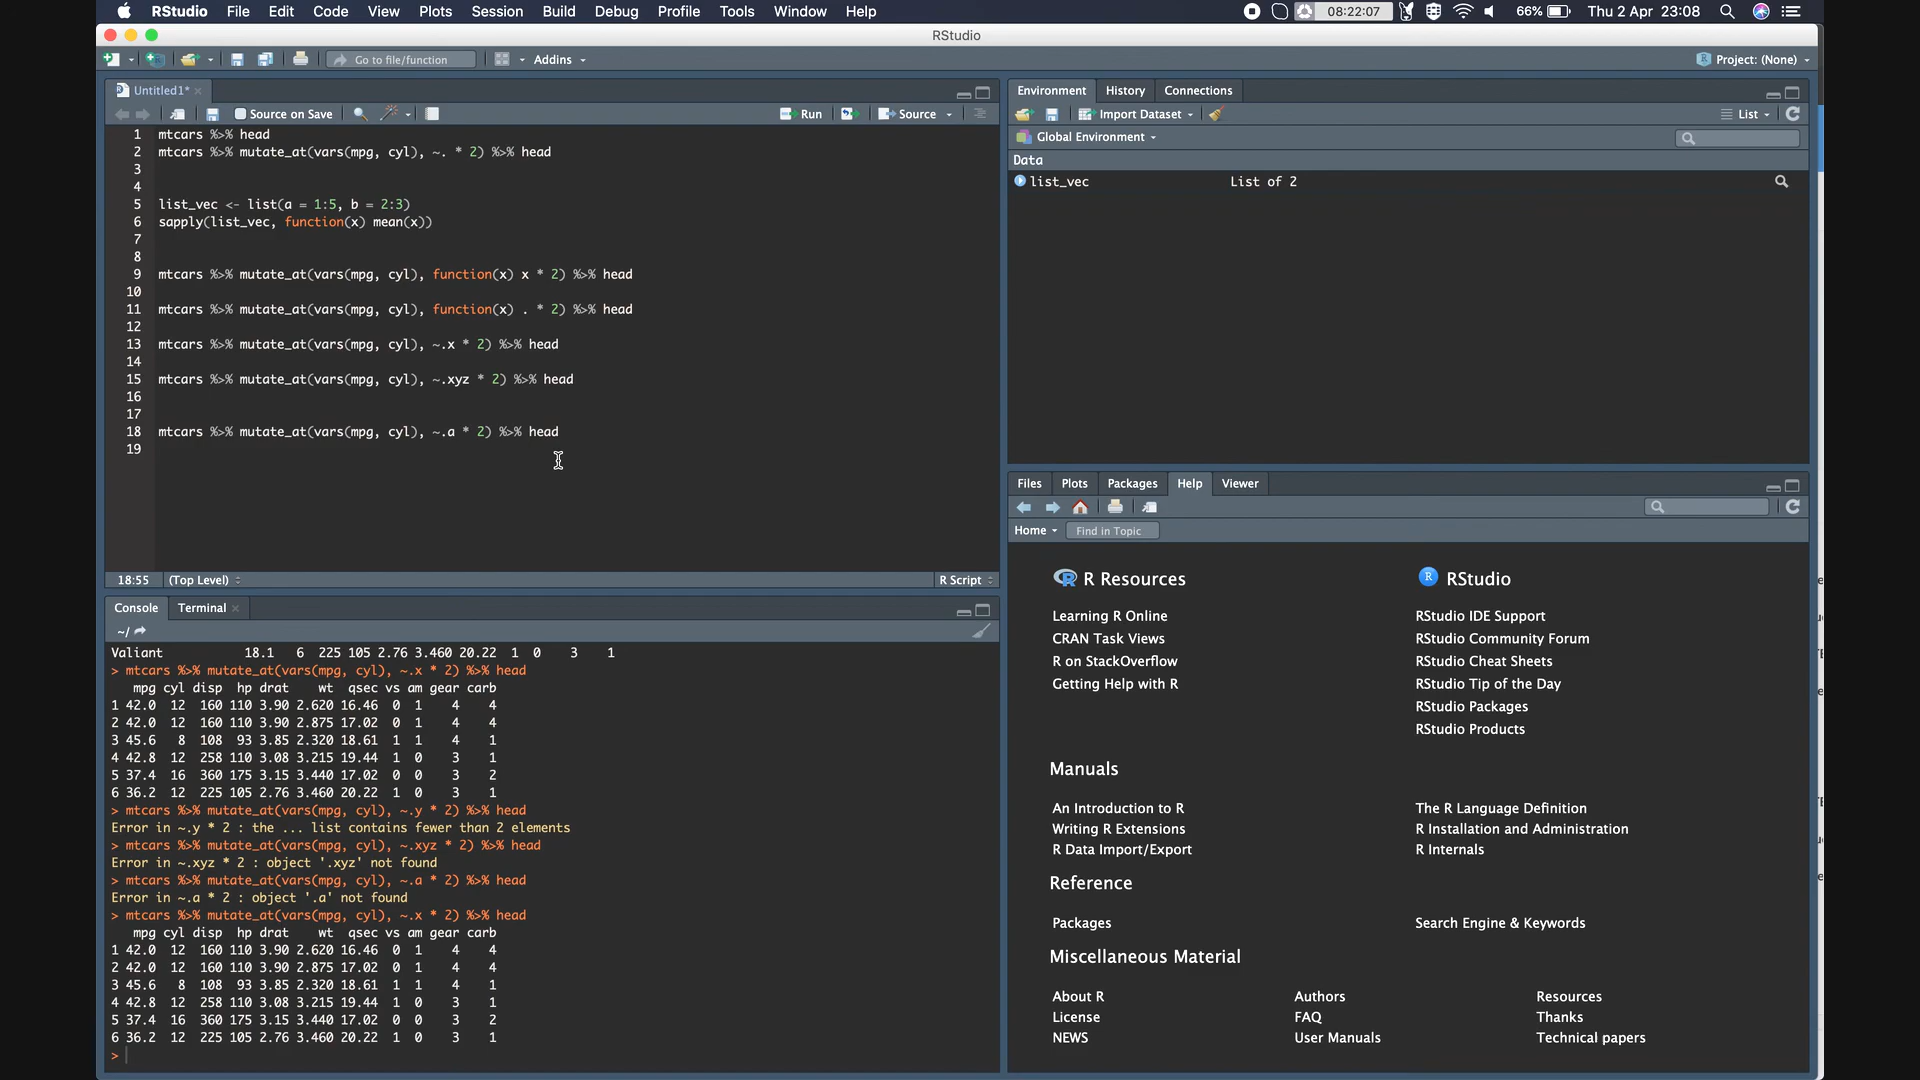 RStudio File Edit Code View Plots Session Build Debug Profile Tools Window Help 08:22:07 66% Thu 2 Apr 23:08
RStudio
Go to file/function Addins Project: (None)
Untitled1*
Source on Save Run Source
1 mtcars %>% head
2 mtcars %>% mutate_at(vars(mpg, cyl), ~. * 2) %>% head
3
4
5 list_vec <- list(a = 1:5, b = 2:3)
6 sapply(list_vec, function(x) mean(x))
7
8
9 mtcars %>% mutate_at(vars(mpg, cyl), function(x) x * 2) %>% head
10
11 mtcars %>% mutate_at(vars(mpg, cyl), function(x) . * 2) %>% head
12
13 mtcars %>% mutate_at(vars(mpg, cyl), ~.x * 2) %>% head
14
15 mtcars %>% mutate_at(vars(mpg, cyl), ~.xyz * 2) %>% head
16
17
18 mtcars %>% mutate_at(vars(mpg, cyl), ~.a * 2) %>% head
19
18:55 (Top Level) R Script
Console Terminal
~/
Valiant 18.1 6 225 105 2.76 3.460 20.22 1 0 3 1
> mtcars %>% mutate_at(vars(mpg, cyl), ~.x * 2) %>% head
mpg cyl disp hp drat wt qsec vs am gear carb
1 42.0 12 160 110 3.90 2.620 16.46 0 1 4 4
2 42.0 12 160 110 3.90 2.875 17.02 0 1 4 4
3 45.6 8 108 93 3.85 2.320 18.61 1 1 4 1
4 42.8 12 258 110 3.08 3.215 19.44 1 0 3 1
5 37.4 16 360 175 3.15 3.440 17.02 0 0 3 2
6 36.2 12 225 105 2.76 3.460 20.22 1 0 3 1
> mtcars %>% mutate_at(vars(mpg, cyl), ~.y * 2) %>% head
Error in ~.y * 2 : the ... list contains fewer than 2 elements
> mtcars %>% mutate_at(vars(mpg, cyl), ~.xyz * 2) %>% head
Error in ~.xyz * 2 : object '.xyz' not found
> mtcars %>% mutate_at(vars(mpg, cyl), ~.a * 2) %>% head
Error in ~.a * 2 : object '.a' not found
> mtcars %>% mutate_at(vars(mpg, cyl), ~.x * 2) %>% head
mpg cyl disp hp drat wt qsec vs am gear carb
1 42.0 12 160 110 3.90 2.620 16.46 0 1 4 4
2 42.0 12 160 110 3.90 2.875 17.02 0 1 4 4
3 45.6 8 108 93 3.85 2.320 18.61 1 1 4 1
4 42.8 12 258 110 3.08 3.215 19.44 1 0 3 1
5 37.4 16 360 175 3.15 3.440 17.02 0 0 3 2
6 36.2 12 225 105 2.76 3.460 20.22 1 0 3 1
>
Environment History Connections
Import Dataset List
Global Environment
Data
list_vec List of 2
Files Plots Packages Help Viewer
Home Find in Topic
R Resources
Learning R Online
CRAN Task Views
R on StackOverflow
Getting Help with R
RStudio
RStudio IDE Support
RStudio Community Forum
RStudio Cheat Sheets
RStudio Tip of the Day
RStudio Packages
RStudio Products
Manuals
An Introduction to R The R Language Definition
Writing R Extensions R Installation and Administration
R Data Import/Export R Internals
Reference
Packages Search Engine & Keywords
Miscellaneous Material
About R Authors Resources
License FAQ Thanks
NEWS User Manuals Technical papers